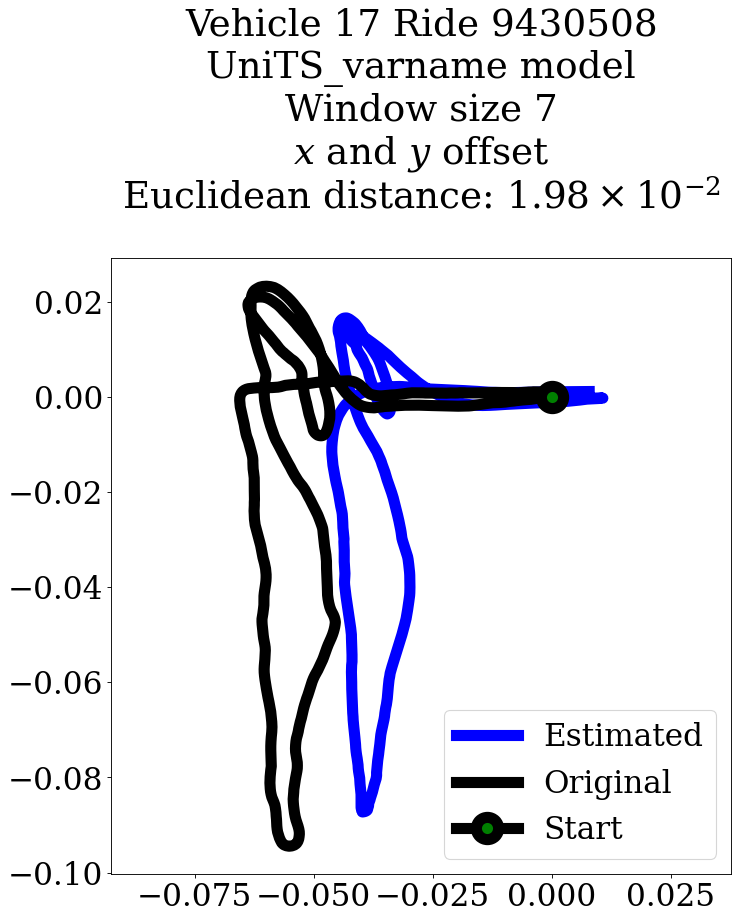 Vehicle 17 Ride 9430508
UniTS_varname model
Window size 7
x and y offset
Euclidean distance: 1.98 × 10⁻²
0.02
0.00
−0.02
−0.04
−0.06
−0.08
−0.10
−0.075
−0.050
−0.025
0.000
0.025
Estimated
Original
Start